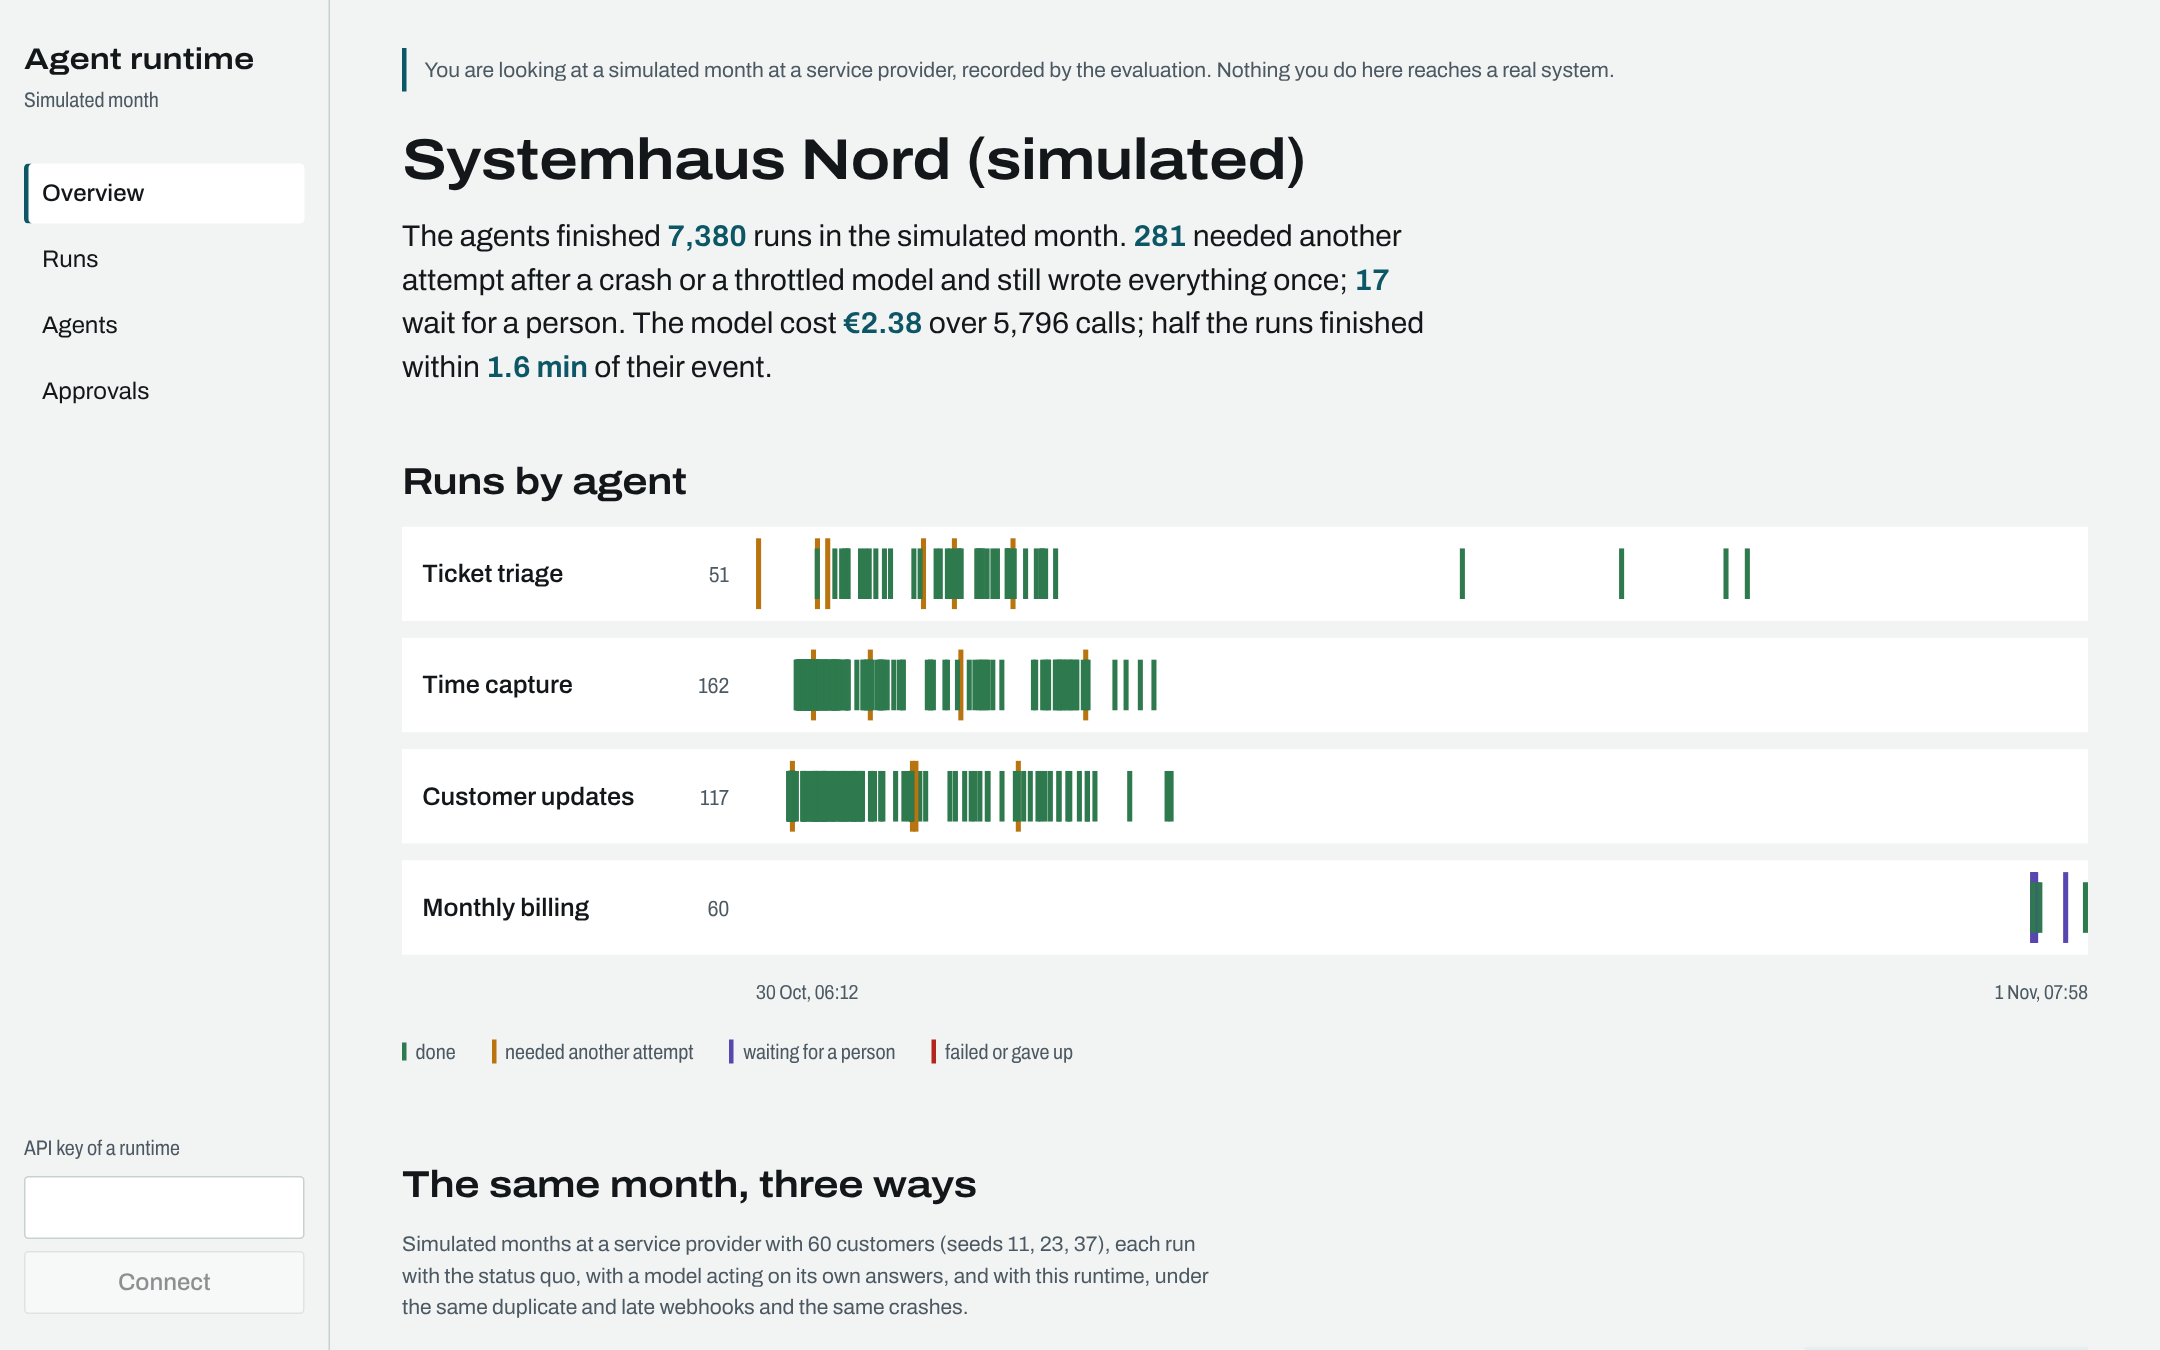 Agent runtime
Simulated month
Overview
Runs
Agents
Approvals
API key of a runtime
Connect
You are looking at a simulated month at a service provider, recorded by the evaluation. Nothing you do here reaches a real system.
Systemhaus Nord (simulated)
The agents finished 7,380 runs in the simulated month. 281 needed another
attempt after a crash or a throttled model and still wrote everything once; 17
wait for a person. The model cost €2.38 over 5,796 calls; half the runs finished
within 1.6 min of their event.
Runs by agent
Ticket triage 51
Time capture 162
Customer updates 117
Monthly billing 60
30 Oct, 06:12 1 Nov, 07:58
done needed another attempt waiting for a person failed or gave up
The same month, three ways
Simulated months at a service provider with 60 customers (seeds 11, 23, 37), each run
with the status quo, with a model acting on its own answers, and with this runtime, under
the same duplicate and late webhooks and the same crashes.